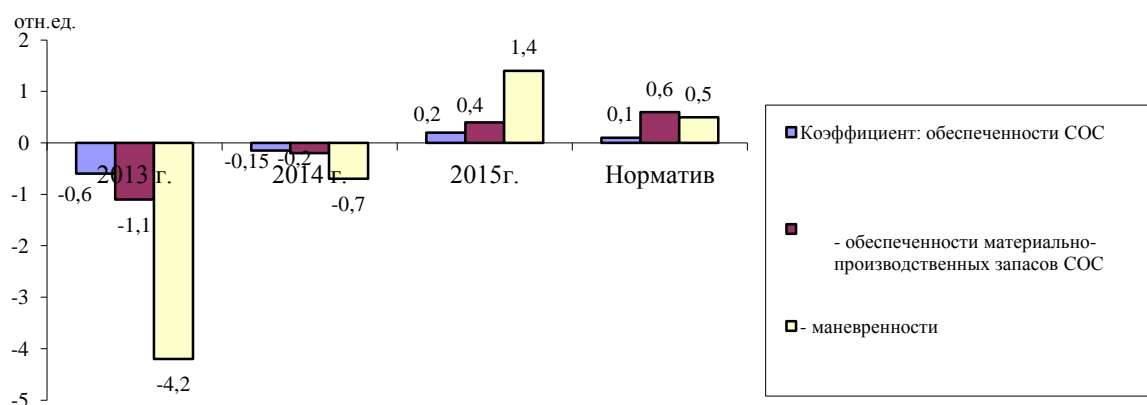 отн.ед.
2
1
0
-1
-2
-3
-4
-5
-0,6
-1,1
-4,2
2013 г.
-0,15
-0,2
-0,7
2014 г.
0,2
0,4
1,4
2015г.
0,1
0,6
0,5
Норматив
Коэффициент: обеспеченности СОС
- обеспеченности материально-
производственных запасов СОС
- маневренности